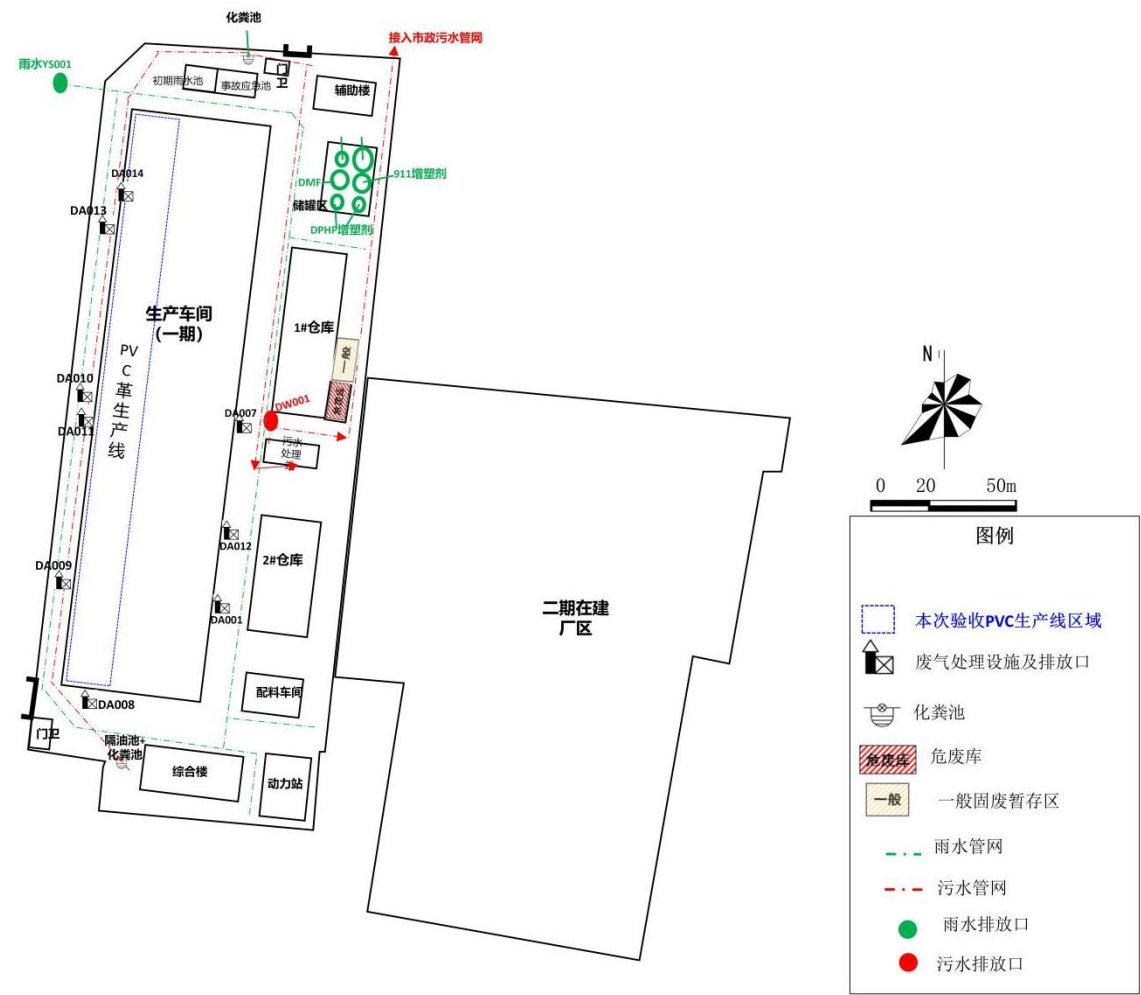 化粪池
接入市政污水管网
雨水YS001
门
卫
初期雨水池
事故应急池
辅助楼
DA014
DMF
911增塑剂
储罐区
DA013
DPHP增塑剂
生产车间
（一期）
1#仓库
PV
C
革
生
产
线
一般
危废库
DA010
DA011
DA007
DW001
污水
处理
N
0 20 50m
图例
DA012
2#仓库
DA009
DA001
二期在建
厂区
本次验收PVC生产线区域
废气处理设施及排放口
配料车间
DA008
化粪池
门卫
隔油池+
化粪池
综合楼
动力站
危废库
危废库
一般
一般固废暂存区
雨水管网
污水管网
雨水排放口
污水排放口